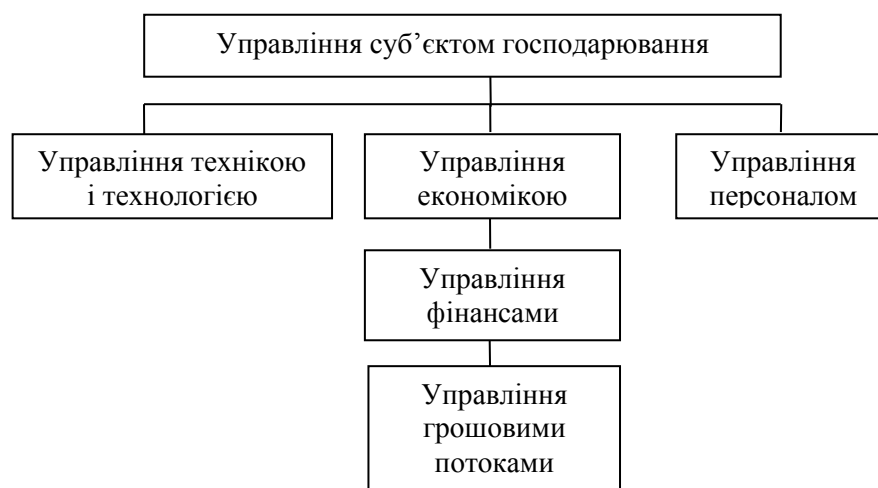 Управління суб’єктом господарювання
Управління технікою
і технологією
Управління
економікою
Управління
персоналом
Управління
фінансами
Управління
грошовими
потоками